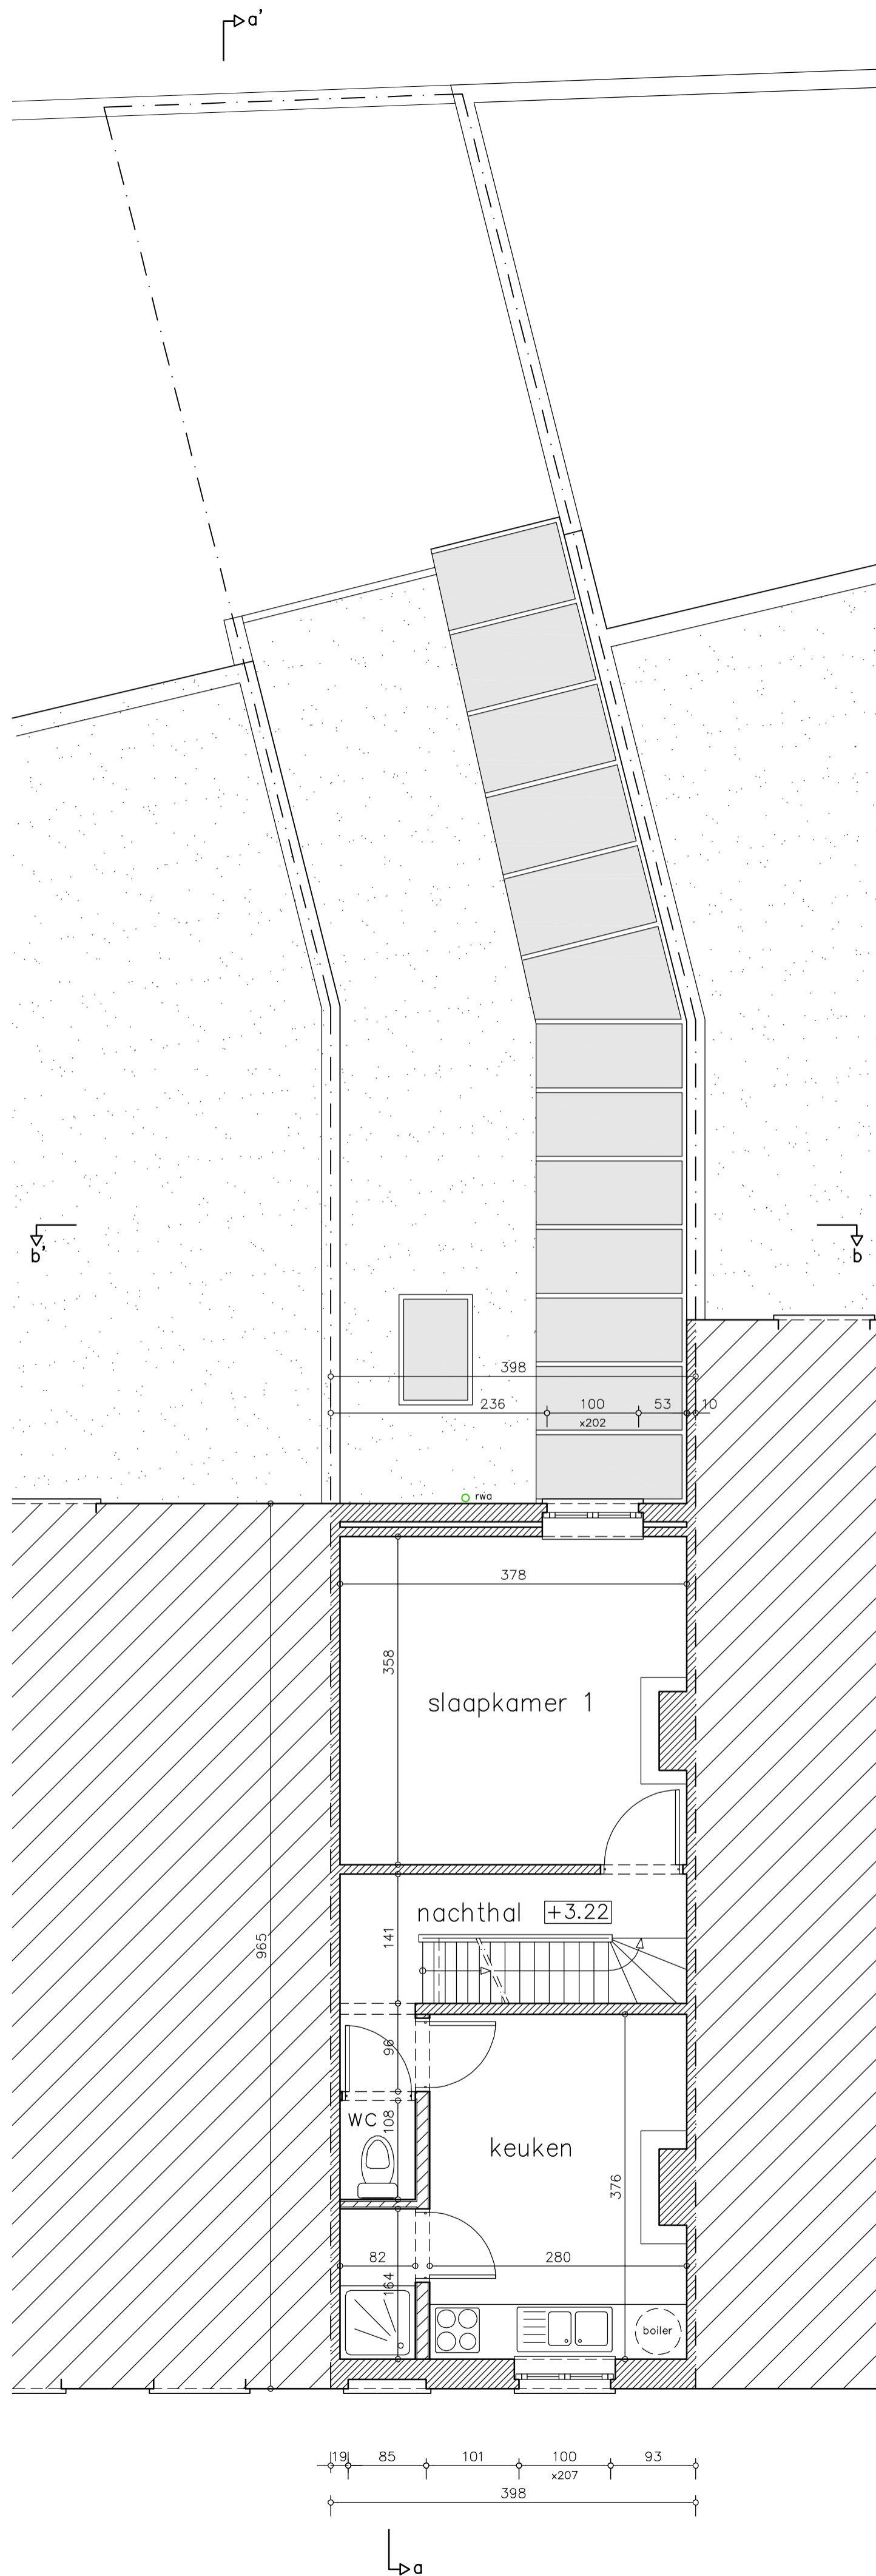 a'
b'
b
398
236 100 53 10
x202
rwa
378
358
slaapkamer 1
965
nachthal +3.22
141
90
WC
108
keuken
376
82 280
164
boiler
19 85 101 100 93
x207
398
a